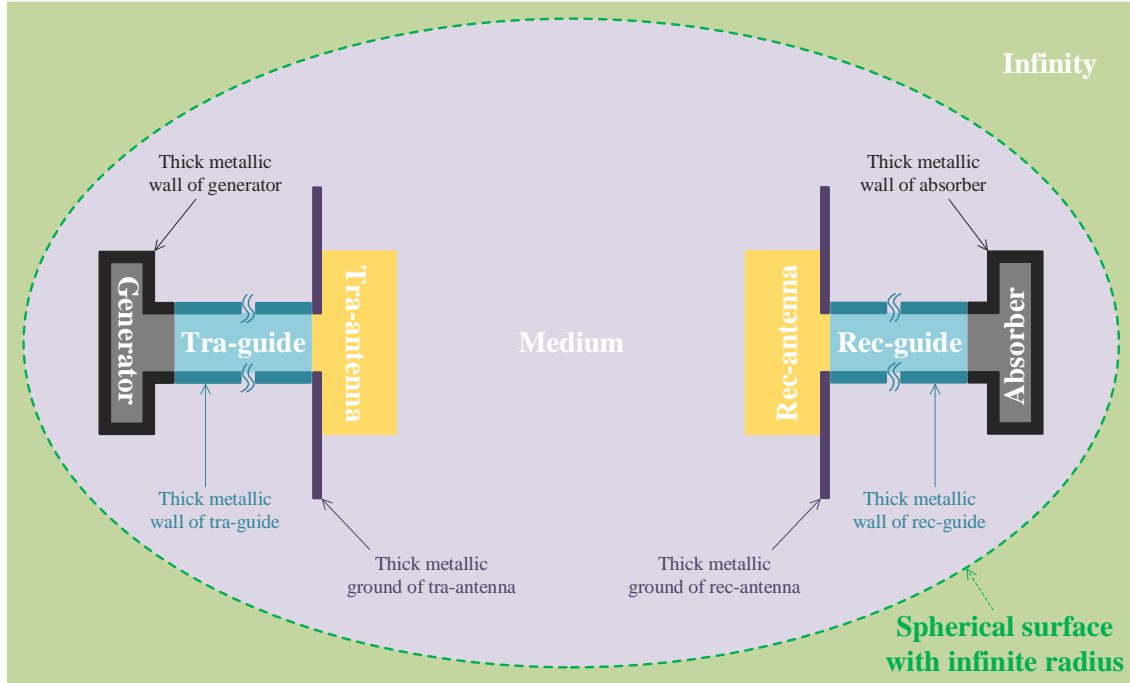 Infinity
Thick metallic
wall of generator
Thick metallic
wall of absorber
Generator
Tra-guide
Tra-antenna
Medium
Rec-antenna
Rec-guide
Absorber
Thick metallic
wall of tra-guide
Thick metallic
wall of rec-guide
Thick metallic
ground of tra-antenna
Thick metallic
ground of rec-antenna
Spherical surface
with infinite radius